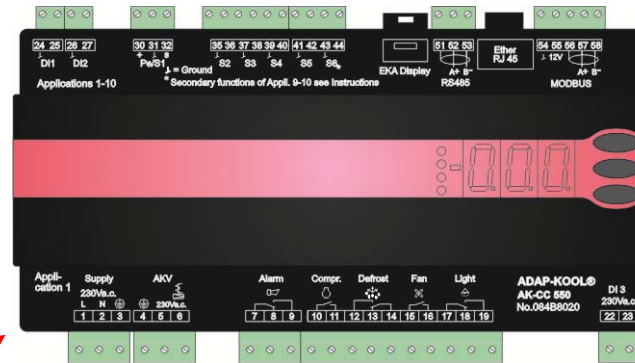 24 25 26 27 30 31 32 35 36 37 38 39 40 41 42 43 44 51 52 53 54 55 56 57 58
DI1 DI2 + S Pe/S1 S2 S3 S4 S5 S6* EKA Display A+ B- RS485 Ether RJ 45 12V A+ B- MODBUS
= Ground
Applications 1-10
* Secondary functions of Appl. 9-10 see Instructions
0.0.0
Appli-
cation 1
Supply
230Va.c.
L N
1 2 3
AKV
230Va.c.
4 5 6
Alarm
7 8 9
Compr.
10 11
Defrost
12 13 14
Fan
15 16
Light
17 18 19
ADAP-KOOL®
AK-CC 550
No.084B8020
DI 3
230Va.c.
22 23